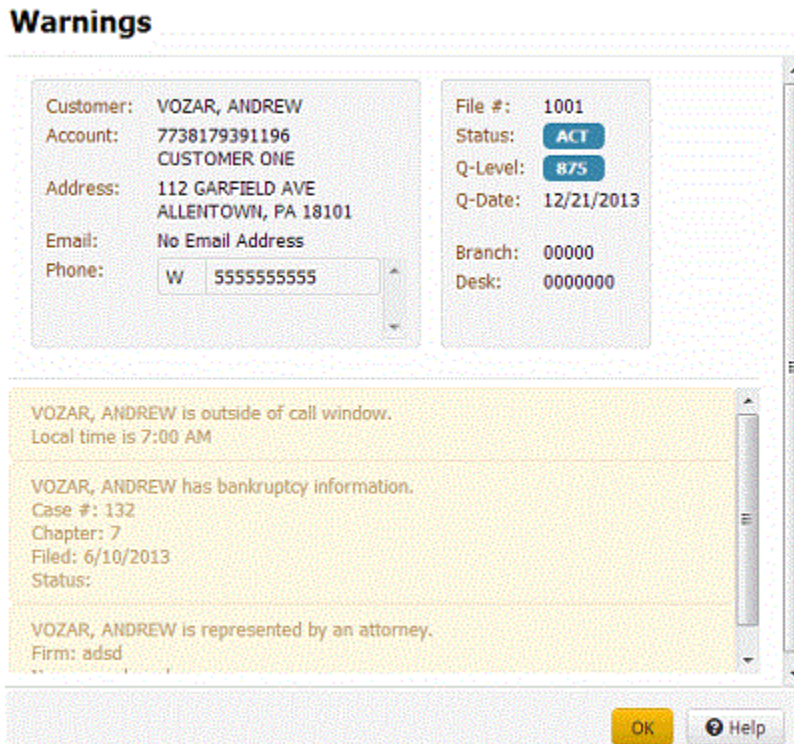 Warnings
Customer: VOZAR, ANDREW
Account: 7738179391196
CUSTOMER ONE
Address: 112 GARFIELD AVE
ALLENTOWN, PA 18101
Email: No Email Address
Phone: W 5555555555
File #: 1001
Status: ACT
Q-Level: 875
Q-Date: 12/21/2013
Branch: 00000
Desk: 0000000
VOZAR, ANDREW is outside of call window.
Local time is 7:00 AM
VOZAR, ANDREW has bankruptcy information.
Case #: 132
Chapter: 7
Filed: 6/10/2013
Status:
VOZAR, ANDREW is represented by an attorney.
Firm: adsd
OK Help